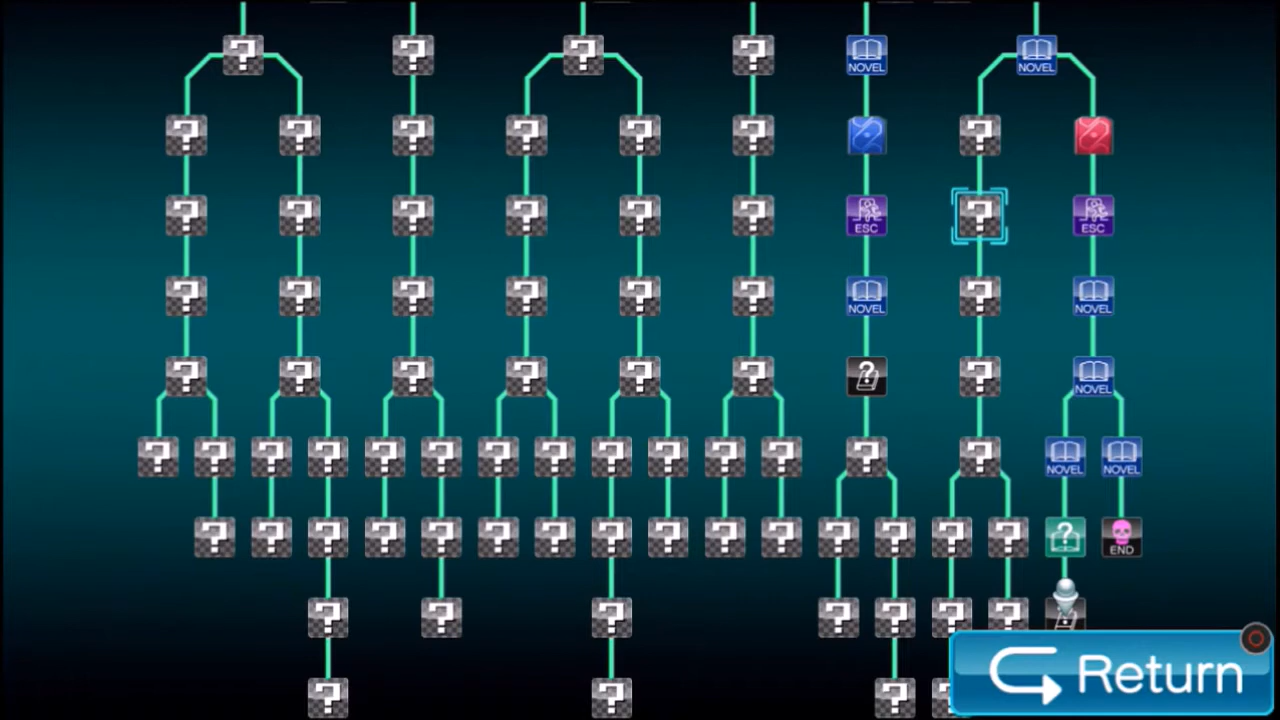 ? ? ? ? NOVEL NOVEL
? ? ? ? ? ? ?
? ? ? ? ? ? ESC ? ESC
? ? ? ? ? ? NOVEL ? NOVEL
? ? ? ? ? ? ? ? NOVEL
? ? ? ? ? ? ? ? ? ? ? ? ? ? NOVEL NOVEL
? ? ? ? ? ? ? ? ? ? ? ? ? ? ? ? END
? ? ? ? ? ? ?
? ? ? ?
Return